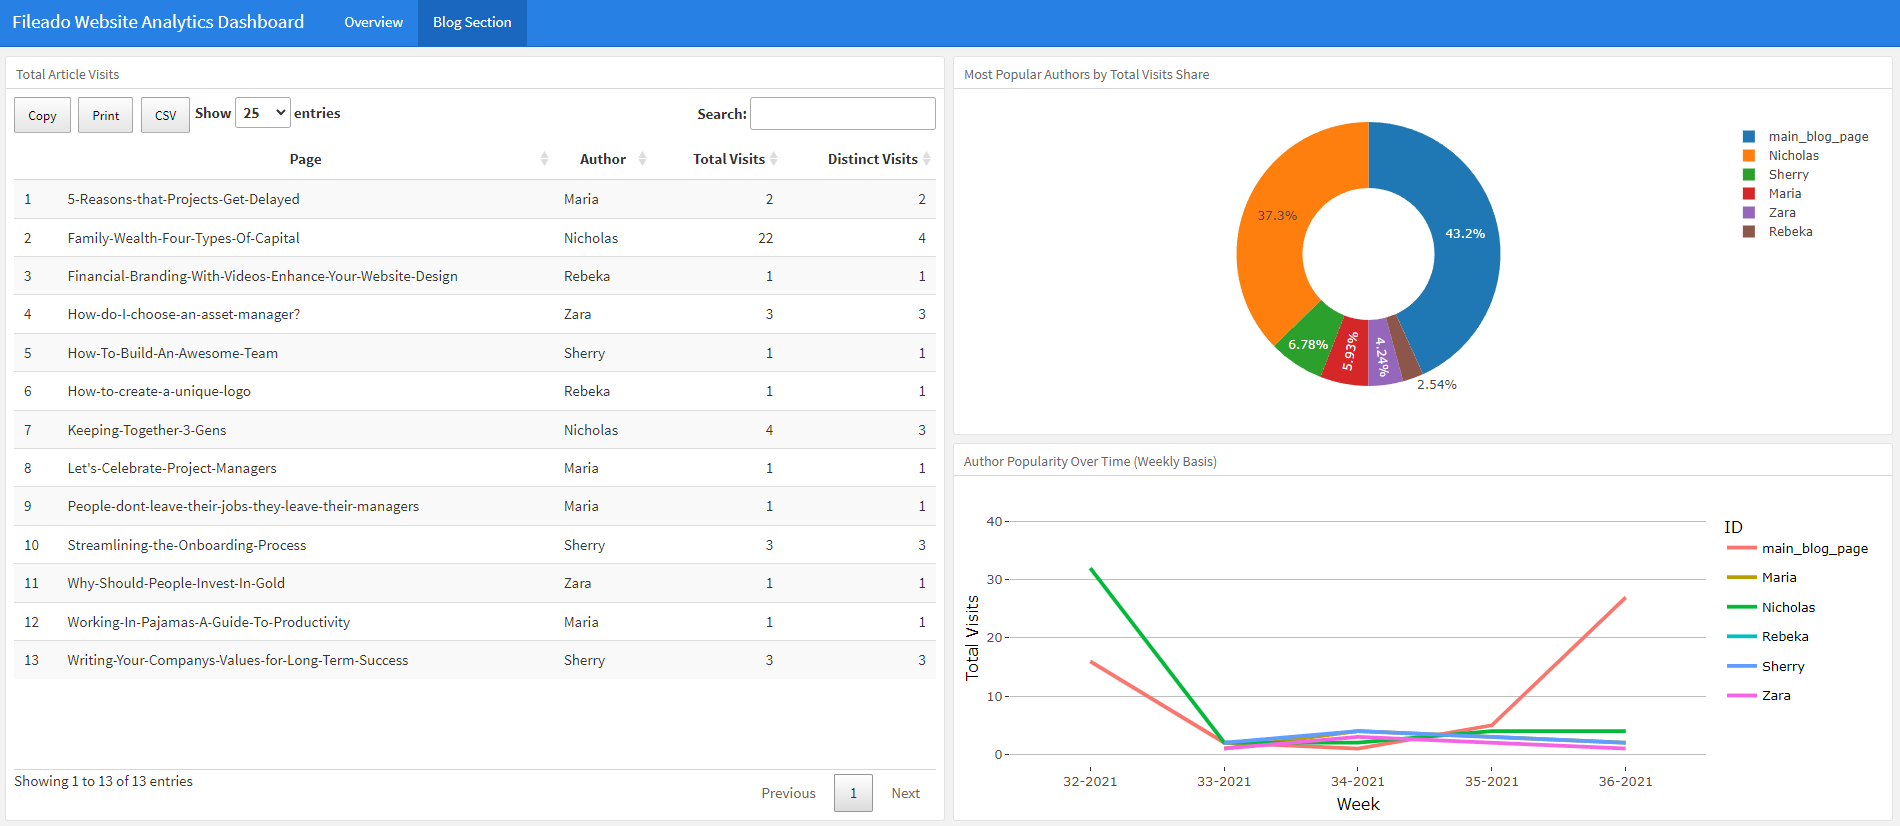 Fileado Website Analytics Dashboard Overview Blog Section
Total Article Visits
Copy Print CSV Show 25 entries Search:
Page Author Total Visits Distinct Visits
1 5-Reasons-that-Projects-Get-Delayed Maria 2 2
2 Family-Wealth-Four-Types-Of-Capital Nicholas 22 4
3 Financial-Branding-With-Videos-Enhance-Your-Website-Design Rebeka 1 1
4 How-do-I-choose-an-asset-manager? Zara 3 3
5 How-To-Build-An-Awesome-Team Sherry 1 1
6 How-to-create-a-unique-logo Rebeka 1 1
7 Keeping-Together-3-Gens Nicholas 4 3
8 Let's-Celebrate-Project-Managers Maria 1 1
9 People-dont-leave-their-jobs-they-leave-their-managers Maria 1 1
10 Streamlining-the-Onboarding-Process Sherry 3 3
11 Why-Should-People-Invest-In-Gold Zara 1 1
12 Working-In-Pajamas-A-Guide-To-Productivity Maria 1 1
13 Writing-Your-Companys-Values-for-Long-Term-Success Sherry 3 3
Showing 1 to 13 of 13 entries
Previous 1 Next
Most Popular Authors by Total Visits Share
37.3%
43.2%
6.78%
5.93%
4.24%
2.54%
main_blog_page
Nicholas
Sherry
Maria
Zara
Rebeka
Author Popularity Over Time (Weekly Basis)
Total Visits
40
30
20
10
0
32-2021 33-2021 34-2021 35-2021 36-2021
Week
ID
main_blog_page
Maria
Nicholas
Rebeka
Sherry
Zara